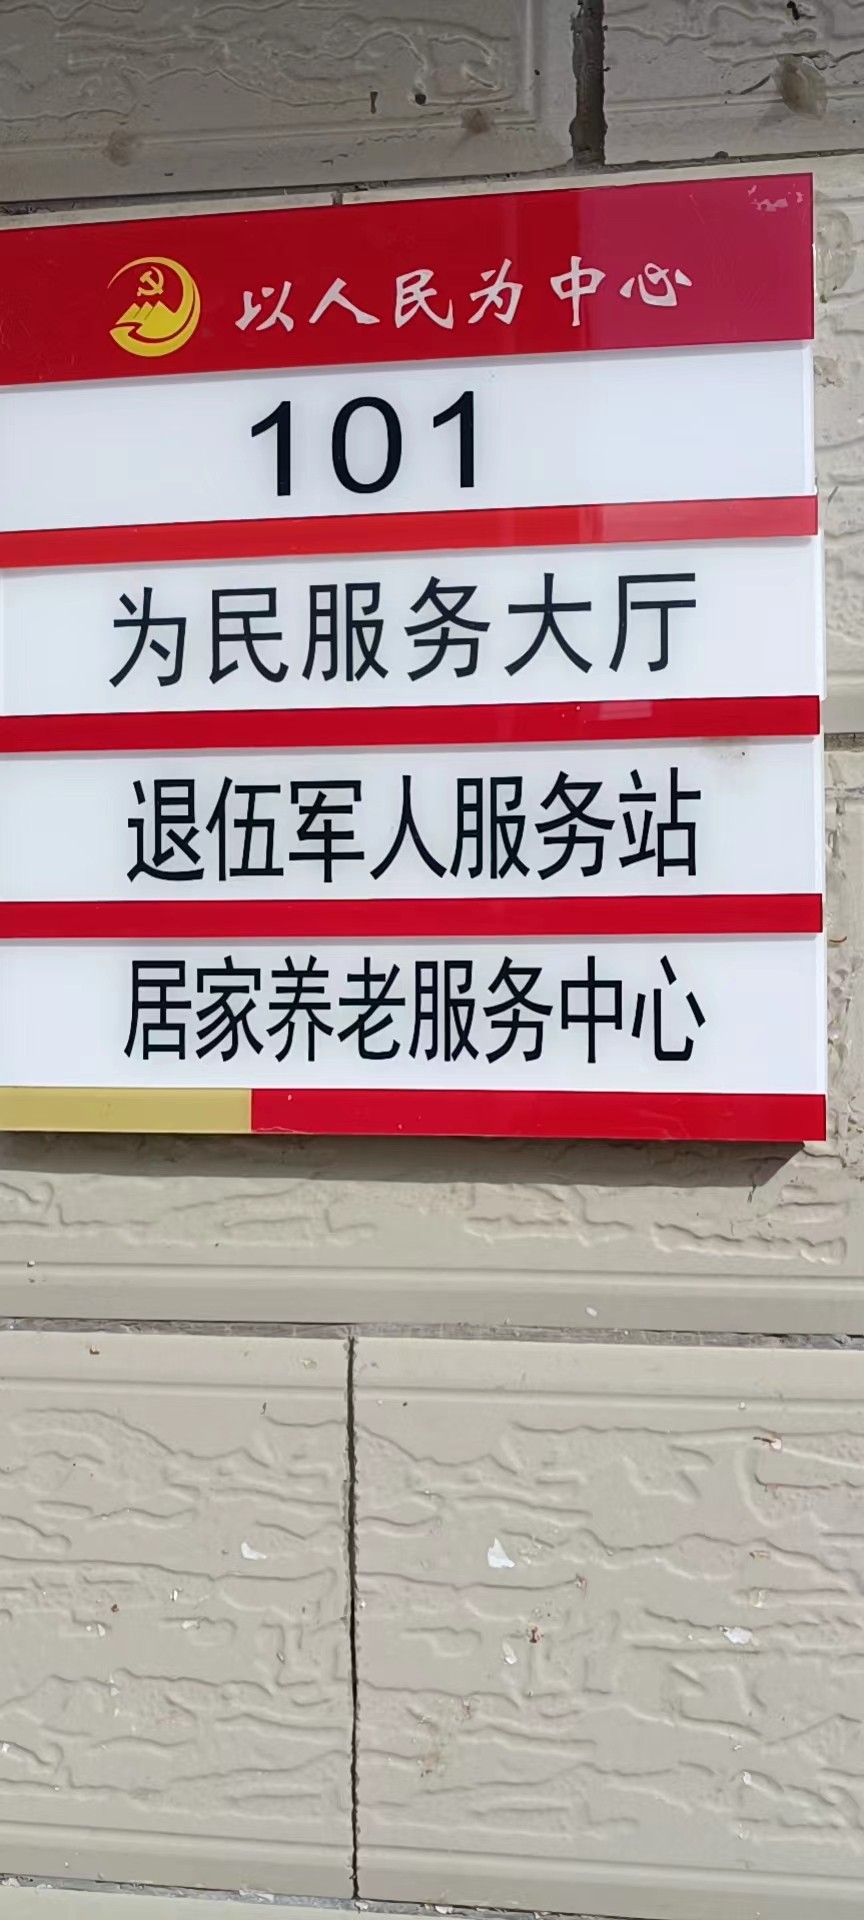 以人民为中心
101
为民服务大厅
退伍军人服务站
居家养老服务中心